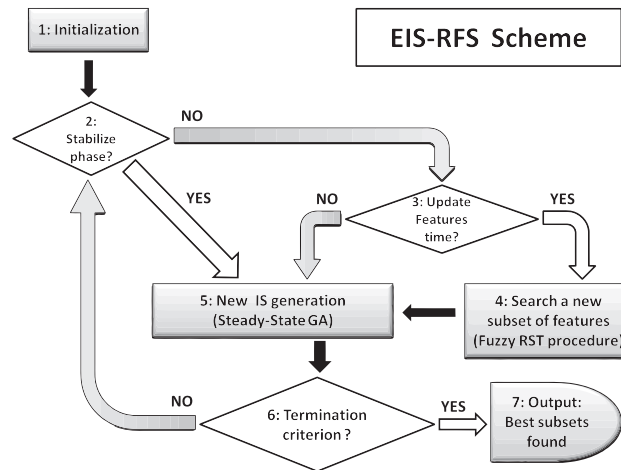 1: Initialization
EIS-RFS Scheme
2:
Stabilize
phase?
NO
YES
NO
3: Update
Features
time?
YES
5: New IS generation
(Steady-State GA)
4: Search a new
subset of features
(Fuzzy RST procedure)
NO
6: Termination
criterion ?
YES
7: Output:
Best subsets
found